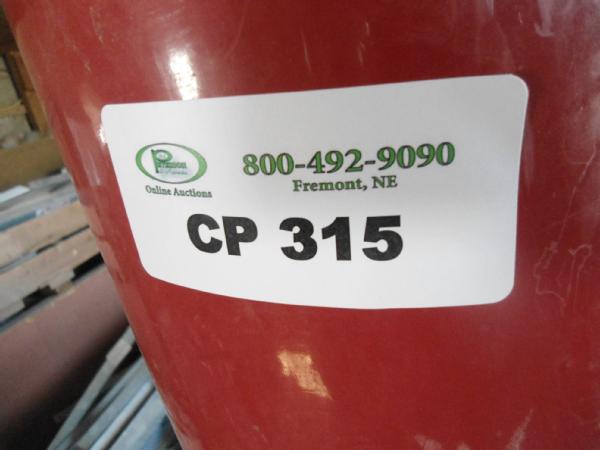 800-492-9090
Fremont, NE
Online Auctions
CP 315